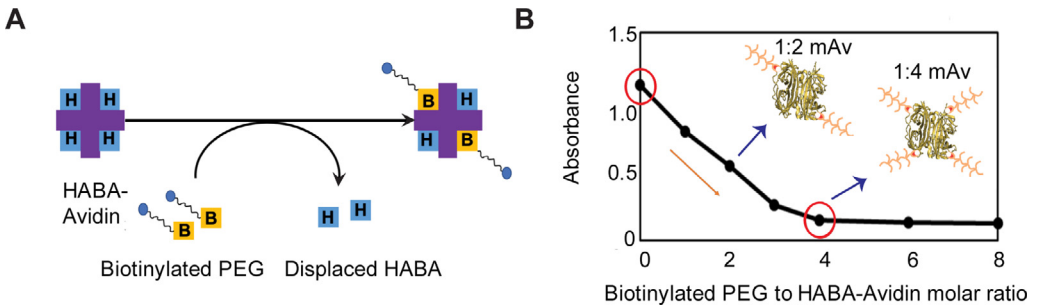 A
H H
H H
HABA-
Avidin
B
B
Biotinylated PEG
H
H
Displaced HABA
B H
H B
B
1.5
1.0
0.5
0
Absorbance
1:2 mAv
1:4 mAv
0 2 4 6 8
Biotinylated PEG to HABA-Avidin molar ratio